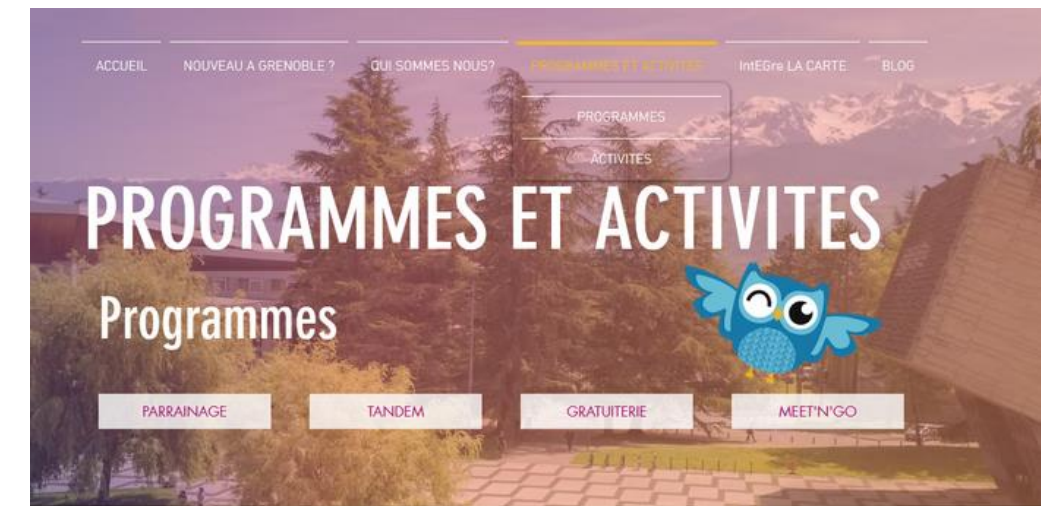 ACCUEIL NOUVEAU A GRENOBLE ? QUI SOMMES NOUS? PROGRAMMES ET ACTIVITES IntEGre LA CARTE BLOG
PROGRAMMES
ACTIVITES
PROGRAMMES ET ACTIVITES
Programmes
PARRAINAGE TANDEM GRATUITERIE MEET'N'GO